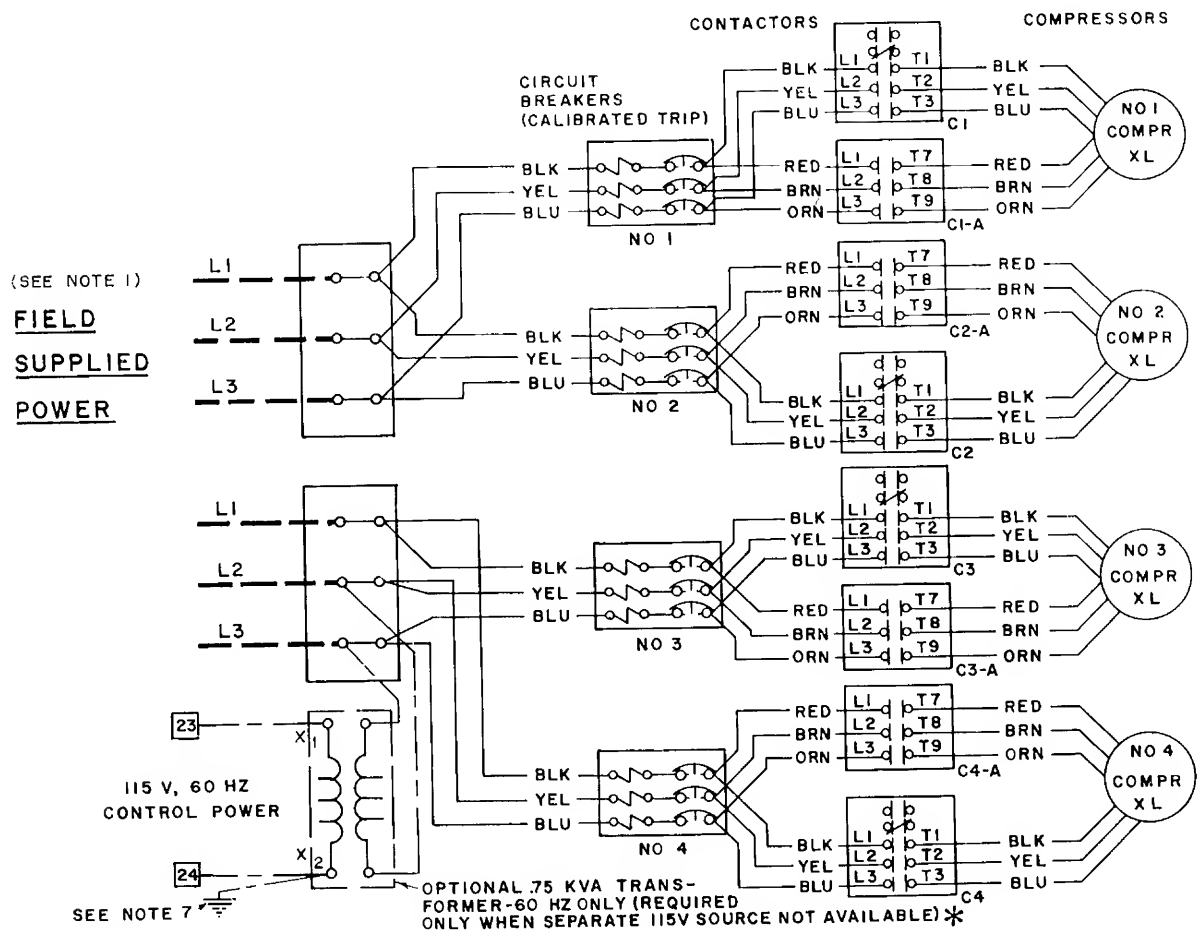 CONTACTORS
COMPRESSORS
CIRCUIT
BREAKERS
(CALIBRATED TRIP)
BLK L1 T1 BLK
YEL L2 T2 YEL
BLU L3 T3 BLU
C1
NO 1
COMPR
XL
BLK
YEL
BLU
NO 1
RED L1 T7 RED
BRN L2 T8 BRN
ORN L3 T9 ORN
C1-A
(SEE NOTE 1)
FIELD
SUPPLIED
POWER
L1
L2
L3
BLK
YEL
BLU
NO 2
RED L1 T7 RED
BRN L2 T8 BRN
ORN L3 T9 ORN
C2-A
NO 2
COMPR
XL
BLK L1 T1 BLK
YEL L2 T2 YEL
BLU L3 T3 BLU
C2
L1
L2
L3
BLK
YEL
BLU
NO 3
BLK L1 T1 BLK
YEL L2 T2 YEL
BLU L3 T3 BLU
C3
NO 3
COMPR
XL
RED L1 T7 RED
BRN L2 T8 BRN
ORN L3 T9 ORN
C3-A
23
X1
115 V, 60 HZ
CONTROL POWER
X2
24
SEE NOTE 7
BLK
YEL
BLU
NO 4
RED L1 T7 RED
BRN L2 T8 BRN
ORN L3 T9 ORN
C4-A
NO 4
COMPR
XL
BLK L1 T1 BLK
YEL L2 T2 YEL
BLU L3 T3 BLU
C4
OPTIONAL .75 KVA TRANS-
FORMER-60 HZ ONLY (REQUIRED
ONLY WHEN SEPARATE 115V SOURCE NOT AVAILABLE) *